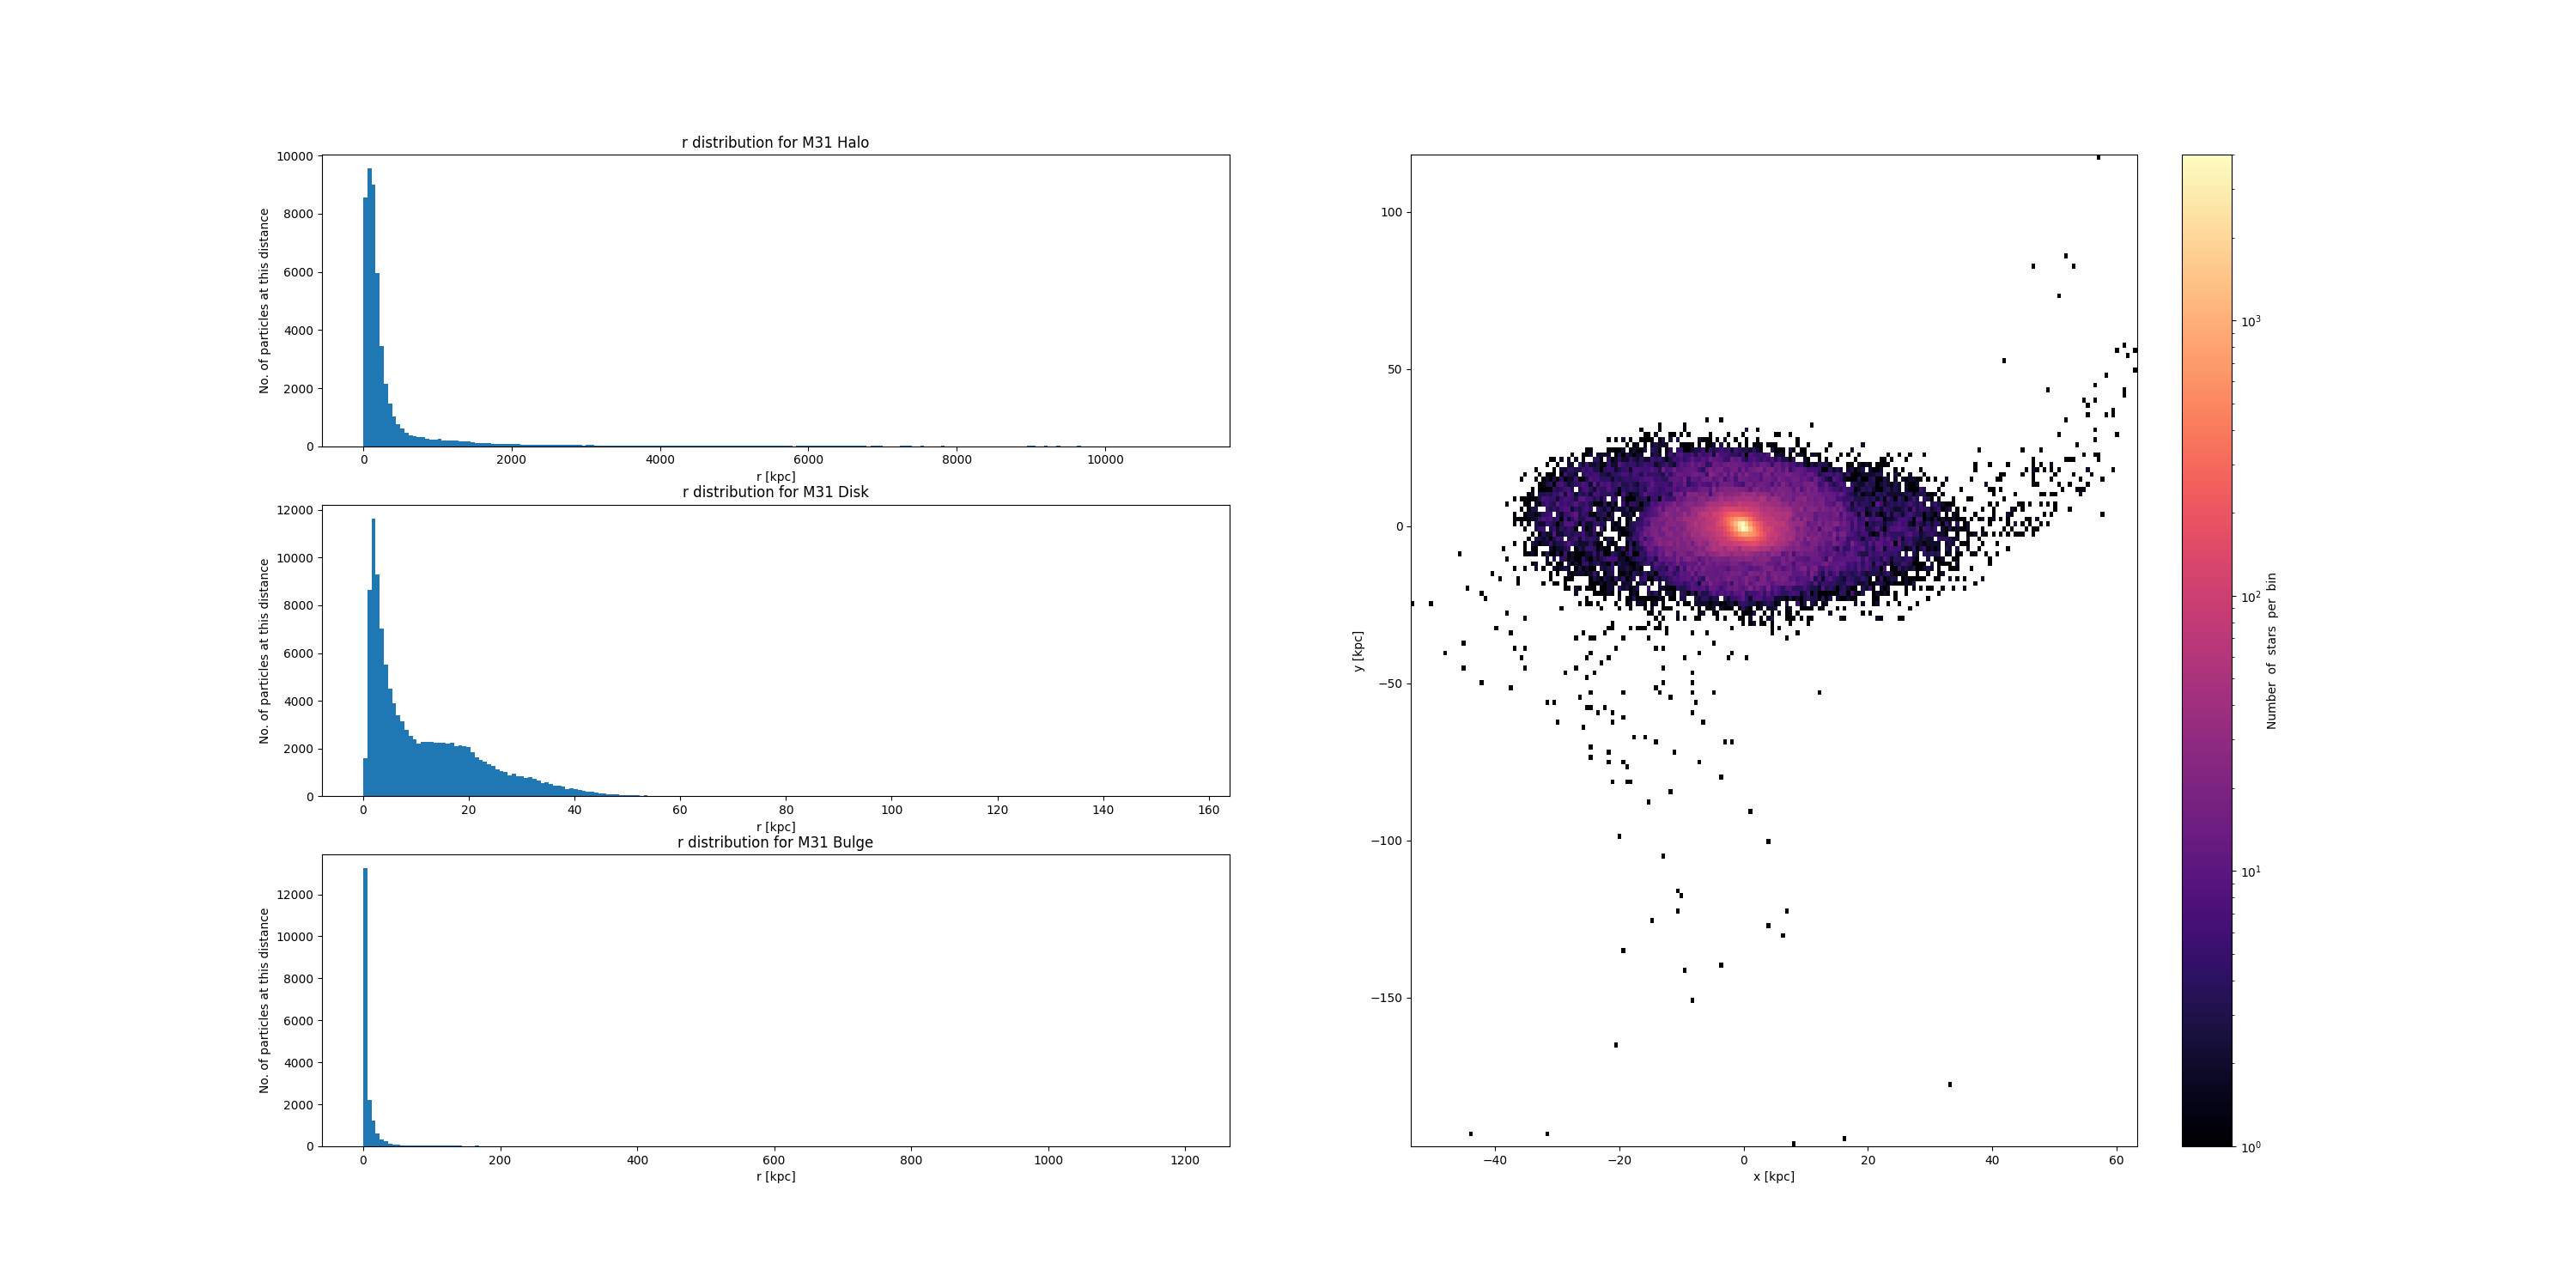 r distribution for M31 Halo
No. of particles at this distance
10000
8000
6000
4000
2000
0
0 2000 4000 6000 8000 10000
r [kpc]
r distribution for M31 Disk
No. of particles at this distance
12000
10000
8000
6000
4000
2000
0
0 20 40 60 80 100 120 140 160
r [kpc]
r distribution for M31 Bulge
No. of particles at this distance
12000
10000
8000
6000
4000
2000
0
0 200 400 600 800 1000 1200
r [kpc]
y [kpc]
100
50
0
−50
−100
−150
−40 −20 0 20 40 60
x [kpc]
10³
10²
10¹
10⁰
Number of stars per bin